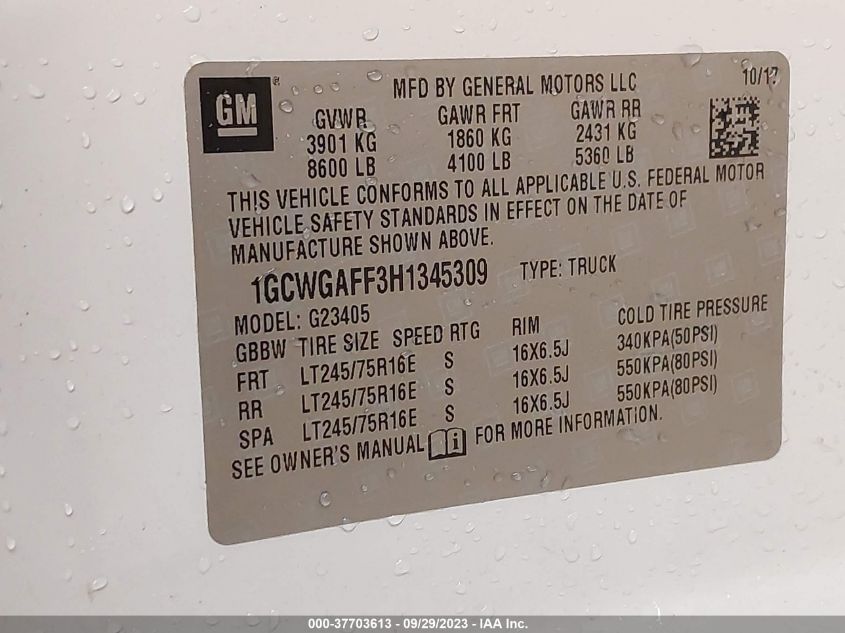 GM ®
MFD BY GENERAL MOTORS LLC 10/17
GVWR GAWR FRT GAWR RR
3901 KG 1860 KG 2431 KG
8600 LB 4100 LB 5360 LB
THIS VEHICLE CONFORMS TO ALL APPLICABLE U.S. FEDERAL MOTOR
VEHICLE SAFETY STANDARDS IN EFFECT ON THE DATE OF
MANUFACTURE SHOWN ABOVE.
1GCWGAFF3H1345309 TYPE: TRUCK
MODEL: G23405
GBBW TIRE SIZE SPEED RTG RIM COLD TIRE PRESSURE
FRT LT245/75R16E S 16X6.5J 340KPA(50PSI)
RR LT245/75R16E S 16X6.5J 550KPA(80PSI)
SPA LT245/75R16E S 16X6.5J 550KPA(80PSI)
SEE OWNER'S MANUAL i FOR MORE INFORMATION.
000-37703613 - 09/29/2023 - IAA Inc.